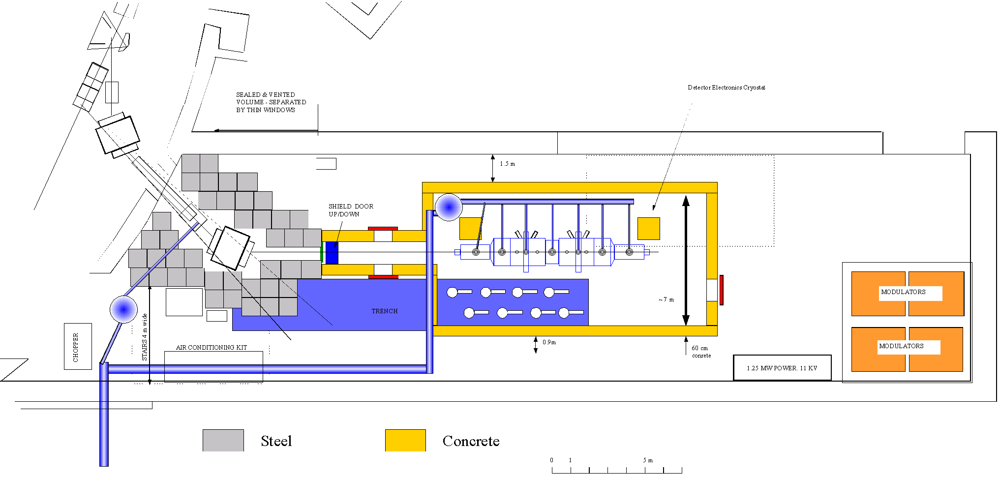 Detector Electronics Cryostat
SEALED & VENTED
VOLUME - SEPARATED
BY THIN WINDOWS
1.5 m
SHIELD DOOR
UP/DOWN
MODULATORS
~ 7 m
TRENCH
STAIRS 4 m wide
CHOPPER
0.9m
MODULATORS
AIR CONDITIONING KIT
60 cm
conrete
1.25 MW POWER. 11 KV
Steel
Concrete
0 1 5 m